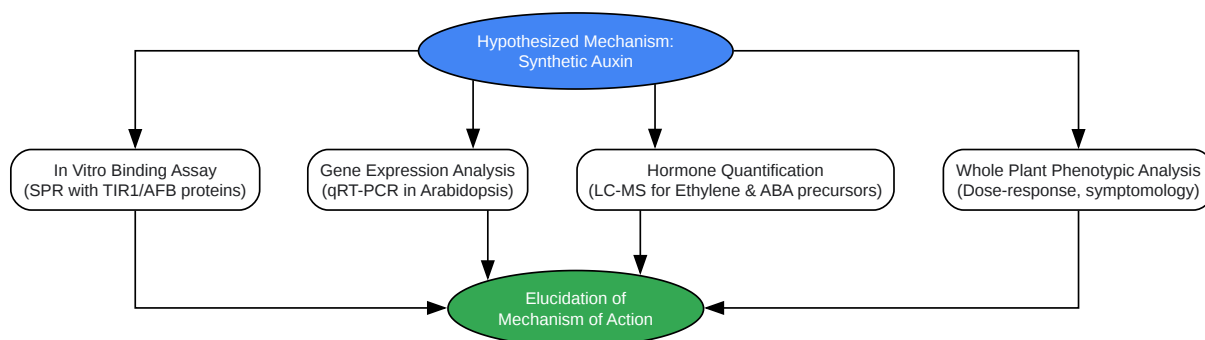 Hypothesized Mechanism:
Synthetic Auxin
In Vitro Binding Assay
(SPR with TIR1/AFB proteins)
Gene Expression Analysis
(qRT-PCR in Arabidopsis)
Hormone Quantification
(LC-MS for Ethylene & ABA precursors)
Whole Plant Phenotypic Analysis
(Dose-response, symptomology)
Elucidation of
Mechanism of Action